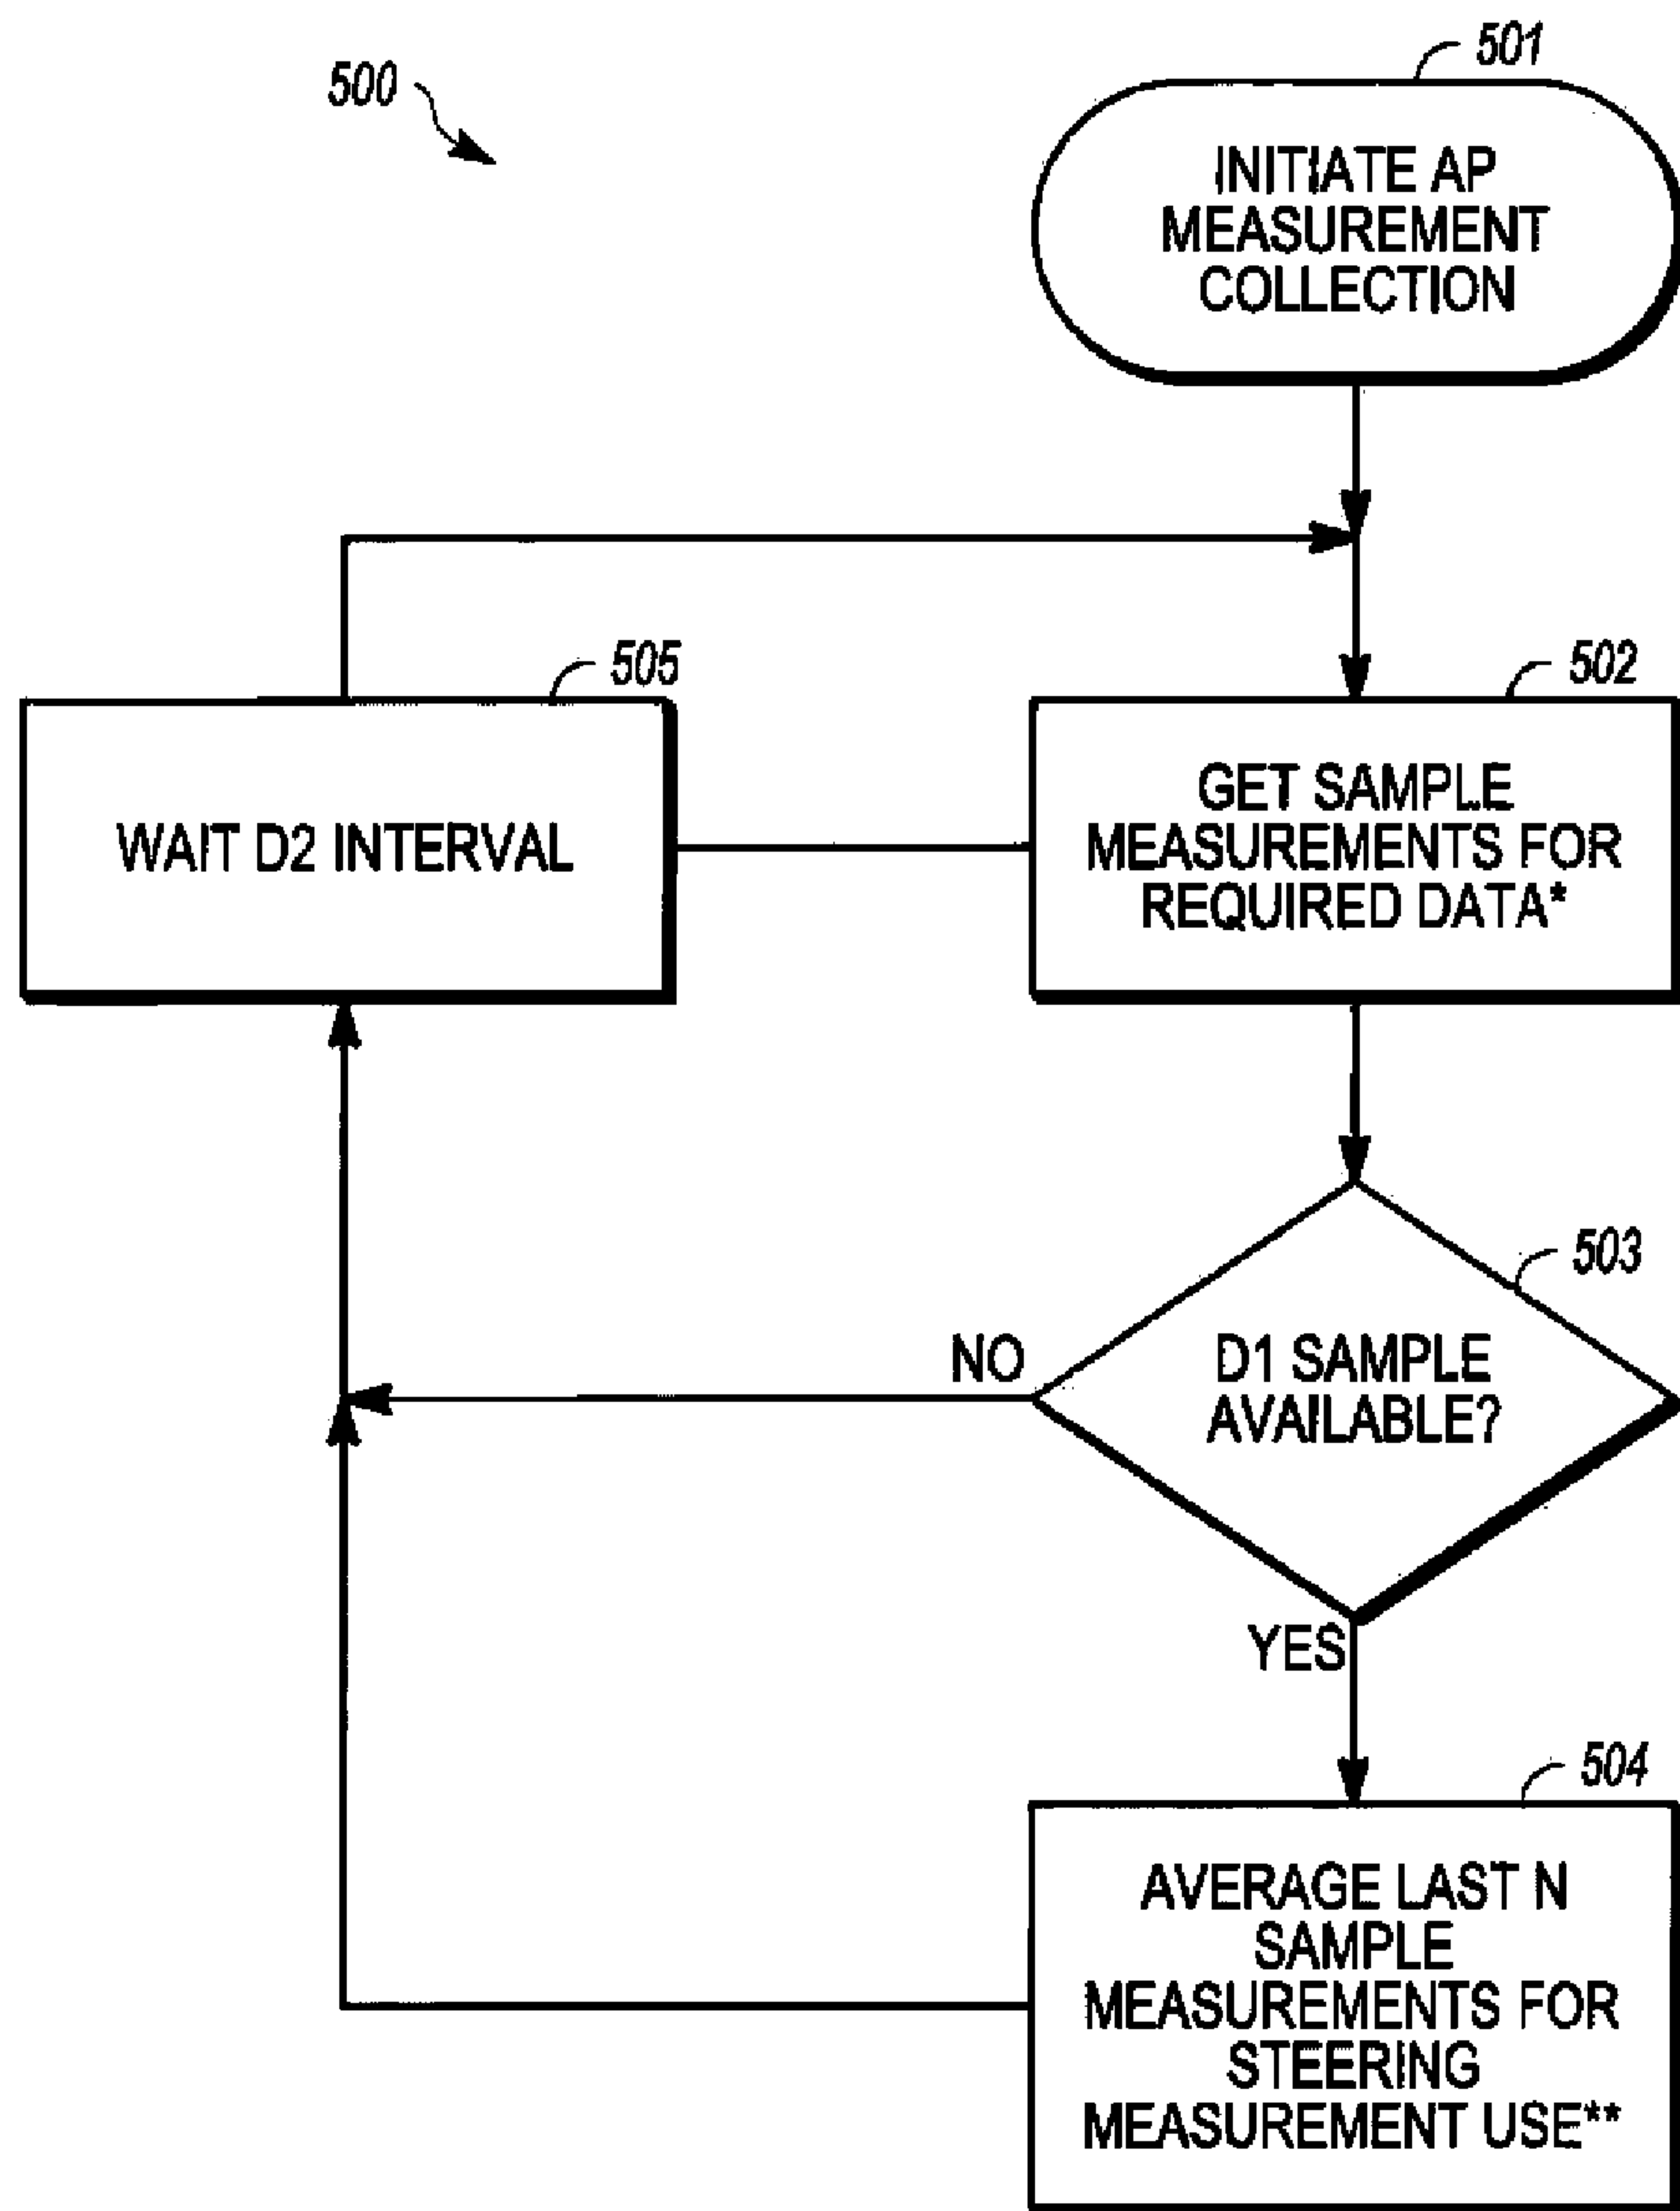 500
501
INITIATE AP
MEASUREMENT
COLLECTION
505
WAIT D2 INTERVAL
502
GET SAMPLE
MEASUREMENTS FOR
REQUIRED DATA*
503
D1 SAMPLE
AVAILABLE?
NO
YES
504
AVERAGE LAST N
SAMPLE
MEASUREMENTS FOR
STEERING
MEASUREMENT USE**